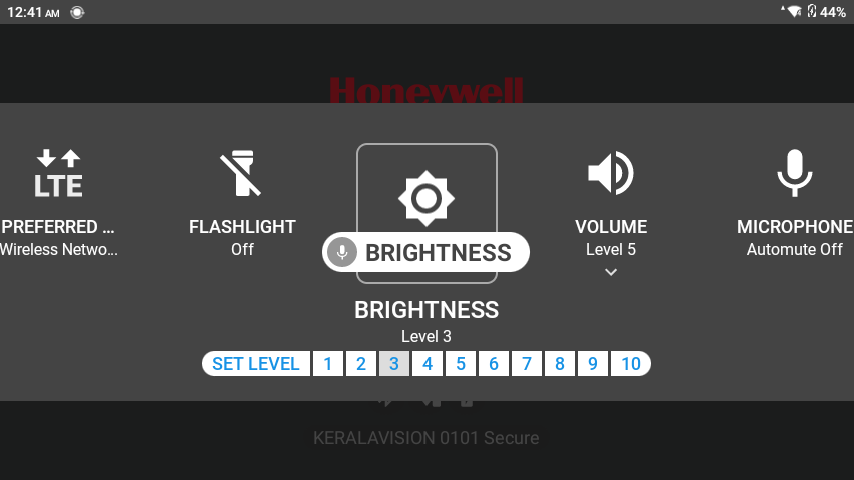 12:41 AM
44%
Honeywell
PREFERRED ...
Wireless Netwo...
FLASHLIGHT
Off
BRIGHTNESS
VOLUME
Level 5
MICROPHONE
Automute Off
BRIGHTNESS
Level 3
SET LEVEL 1 2 3 4 5 6 7 8 9 10
LTE
KERALAVISION 0101 Secure